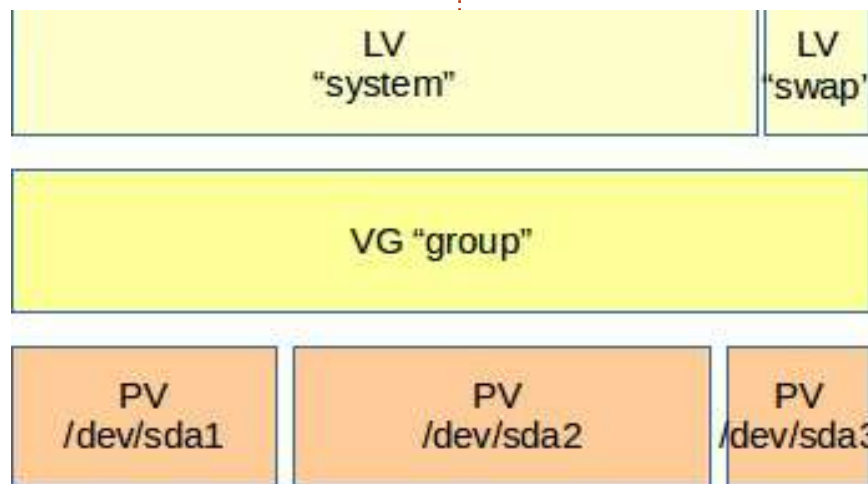 LV
“system”
LV
“swap”
VG “group”
PV
/dev/sda1
PV
/dev/sda2
PV
/dev/sda3